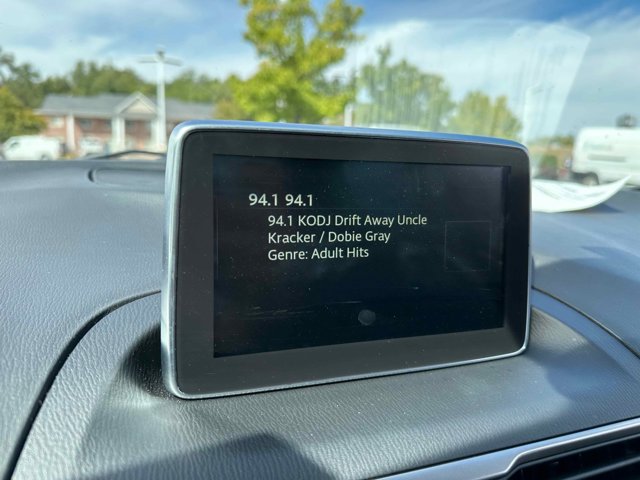 94.1 94.1
94.1 KODJ Drift Away Uncle
Kracker / Dobie Gray
Genre: Adult Hits